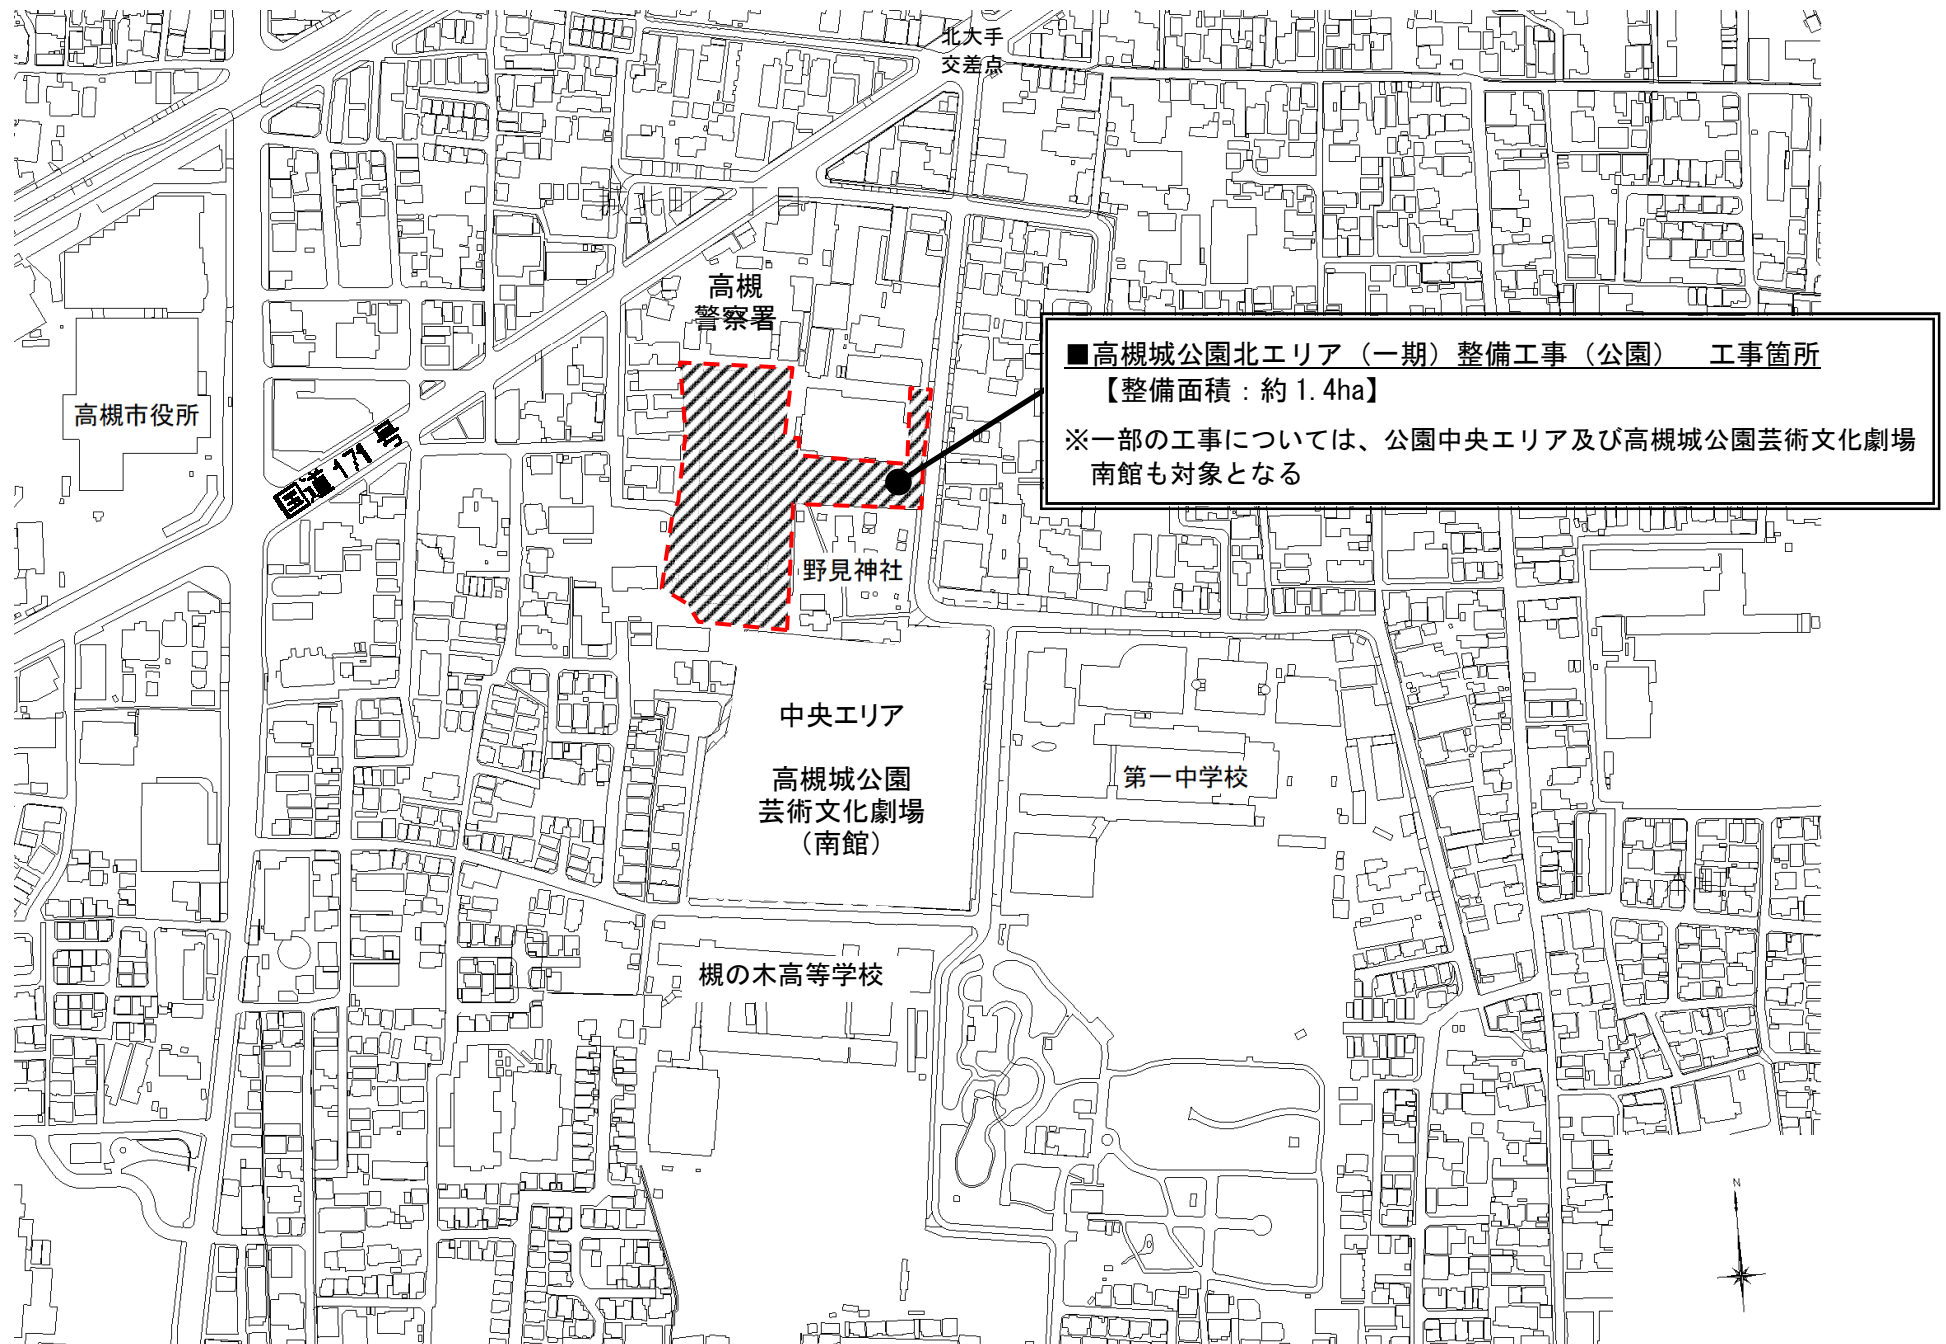 北大手
交差点
高槻
警察署
■高槻城公園北エリア（一期）整備工事（公園）　工事箇所
【整備面積：約1.4ha】
※一部の工事については、公園中央エリア及び高槻城公園芸術文化劇場
南館も対象となる
高槻市役所
国道171号
野見神社
中央エリア
高槻城公園
芸術文化劇場
（南館）
第一中学校
槻の木高等学校
N